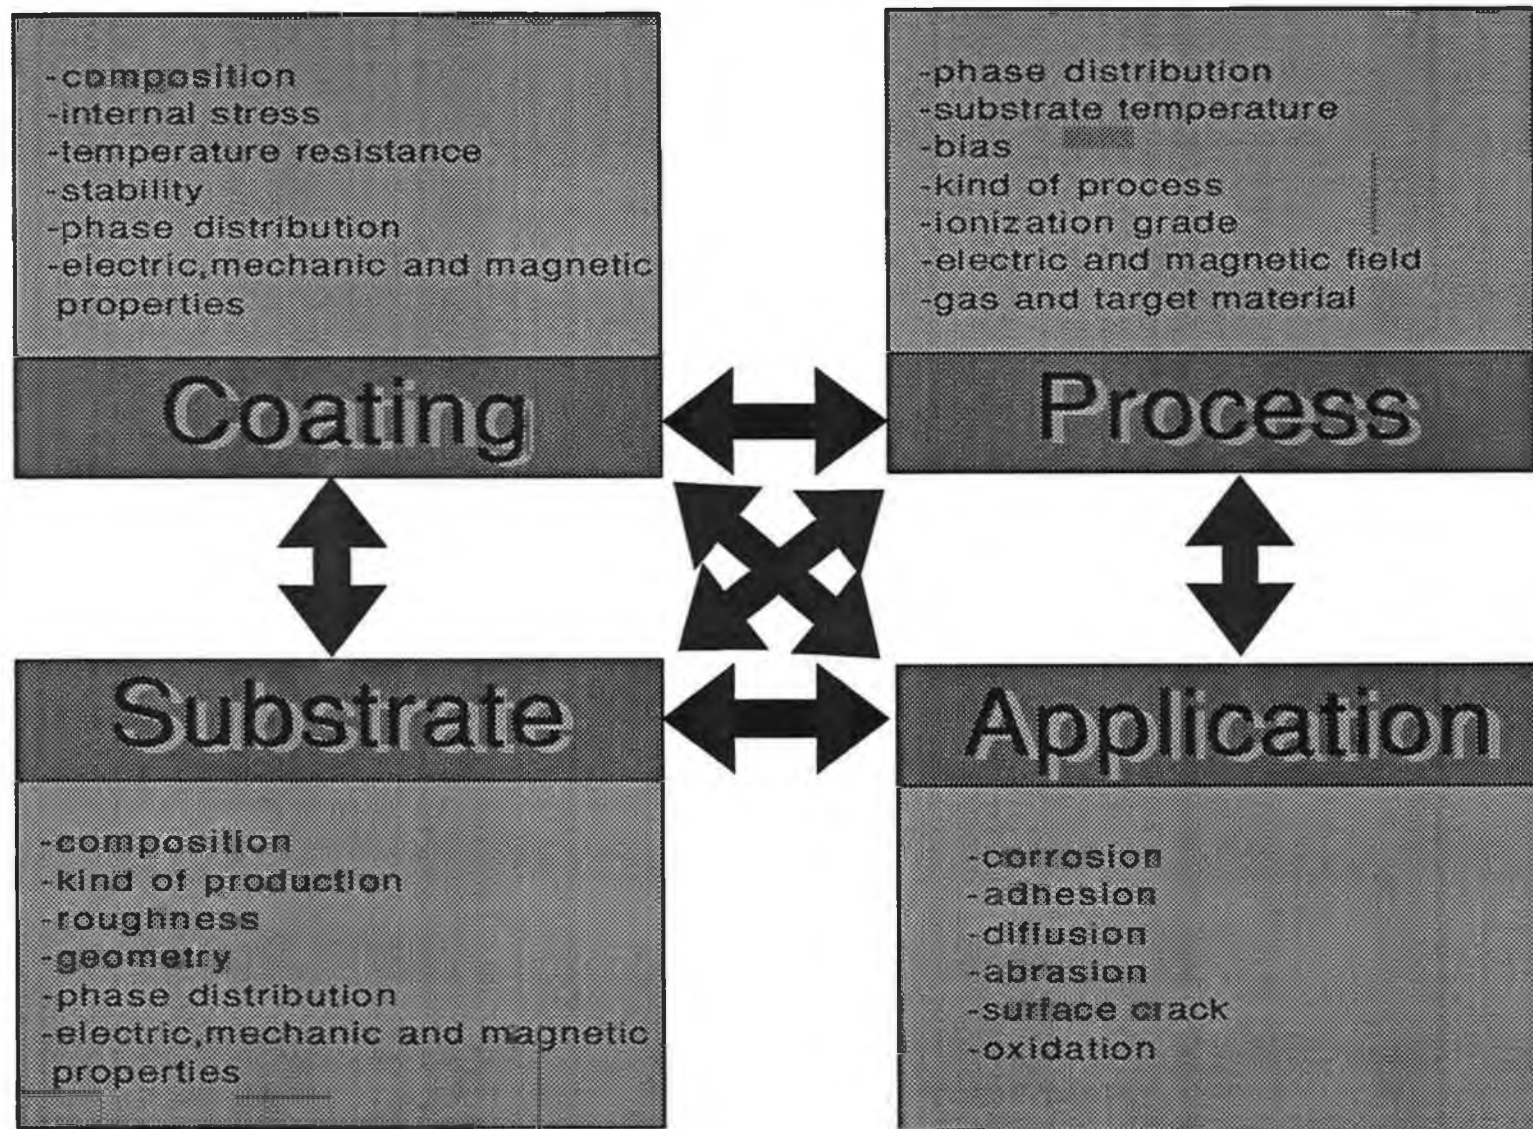 -composition
-internal stress
-temperature resistance
-stability
-phase distribution
-electric,mechanic and magnetic
properties
Coating
-phase distribution
-substrate temperature
-bias
-kind of process
-ionization grade
-electric and magnetic field
-gas and target material
Process
Substrate
-composition
-kind of production
-roughness
-geometry
-phase distribution
-electric,mechanic and magnetic
properties
Application
-corrosion
-adhesion
-diffusion
-abrasion
-surface crack
-oxidation